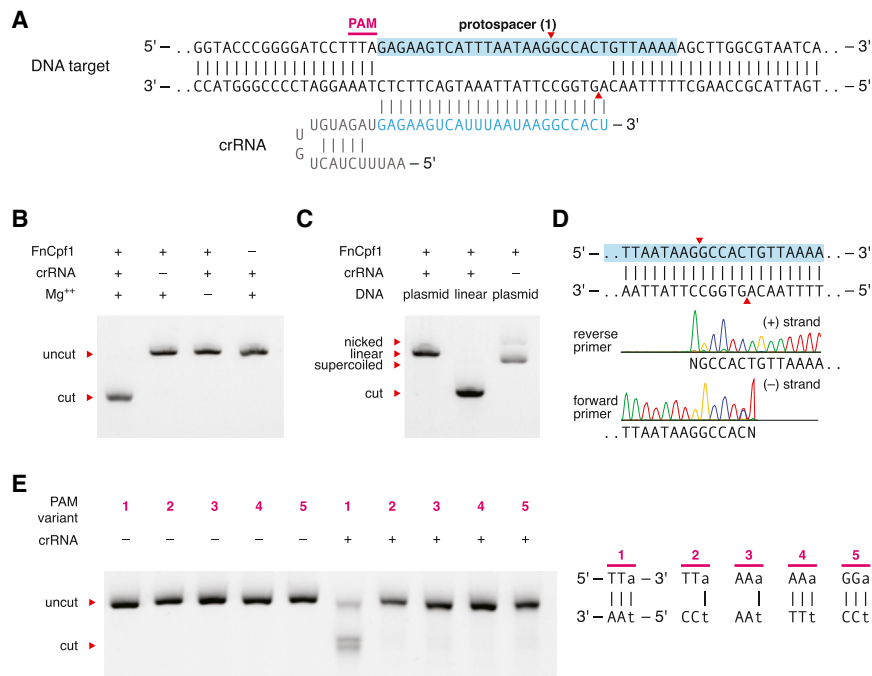 A
PAM protospacer (1)
5' – . . GGTACCCGGGGATCCTTTAGAGAAGTCATTTAATAAGGCCACTGTTAAAAAGCTTGGCGTAATCA . . – 3'
DNA target
3' – . . CCATGGGCCCCTAGGAAATCTCTTCAGTAAATTATTCCGGTGACAATTTTTCGAACCGCATTAGT . . – 5'
UGUAGAUGAGAAGUCAUUUAAUAAGGCCACU – 3'
U
crRNA
G
UCAUCUUUAA – 5'
B
FnCpf1 + + + –
crRNA + – + +
Mg++ + + – +
uncut
cut
C
FnCpf1 + + +
crRNA + + –
DNA plasmid linear plasmid
nicked
linear
supercoiled
cut
D
5' – . . TTAATAAGGCCACTGTTAAAA . . – 3'
3' – . . AATTATTCCGGTGACAATTTT . . – 5'
reverse primer
(+) strand
NGCCACTGTTAAAA . .
forward primer
(–) strand
. . TTAATAAGGCCACN
E
PAM variant 1 2 3 4 5 1 2 3 4 5
crRNA – – – – – + + + + +
uncut
cut
1 2 3 4 5
5' – TTa – 3' TTa AAa AAa GGa
3' – AAt – 5' CCt AAt TTt CCt